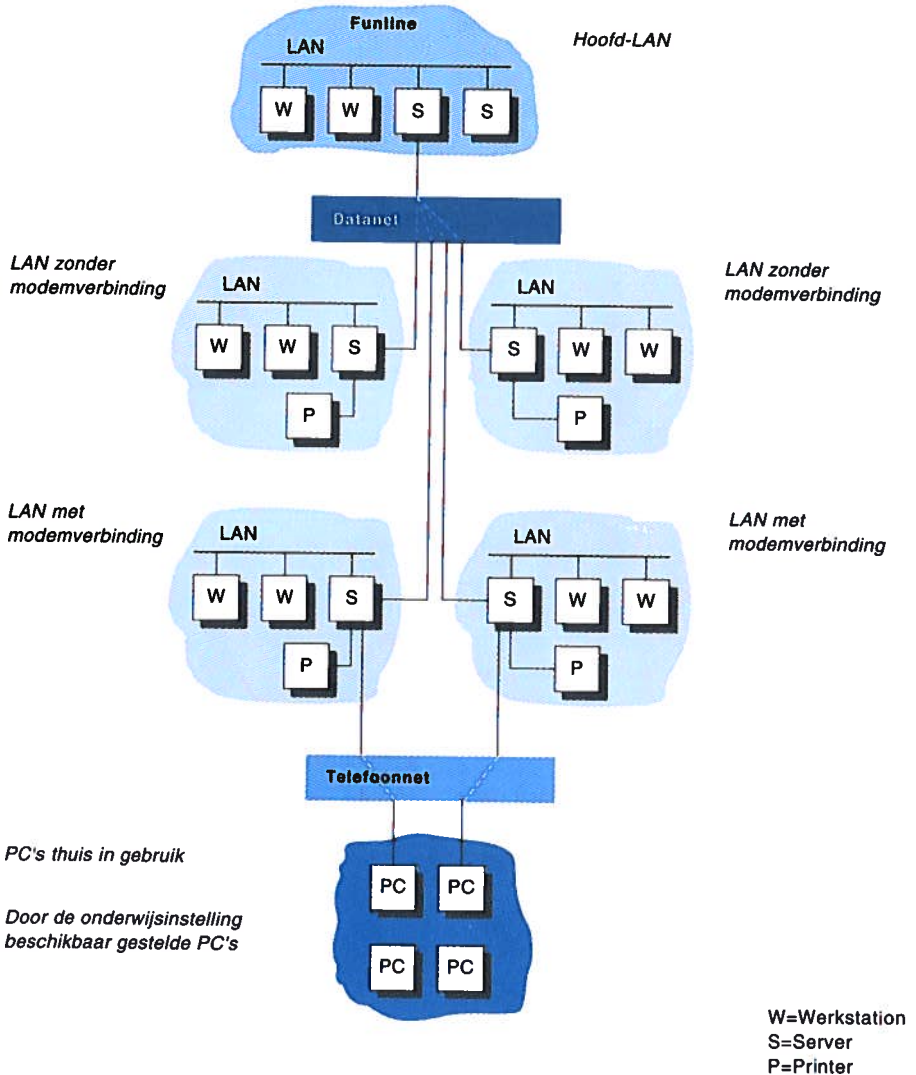 Funline
LAN
Hoofd-LAN
W W S S
Datanet
LAN zonder
modemverbinding
LAN
W W S
P
LAN
S W W
P
LAN zonder
modemverbinding
LAN met
modemverbinding
LAN
W W S
P
LAN
S W W
P
LAN met
modemverbinding
Telefoonnet
PC's thuis in gebruik
PC PC
Door de onderwijsinstelling
beschikbaar gestelde PC's
PC PC
W=Werkstation
S=Server
P=Printer